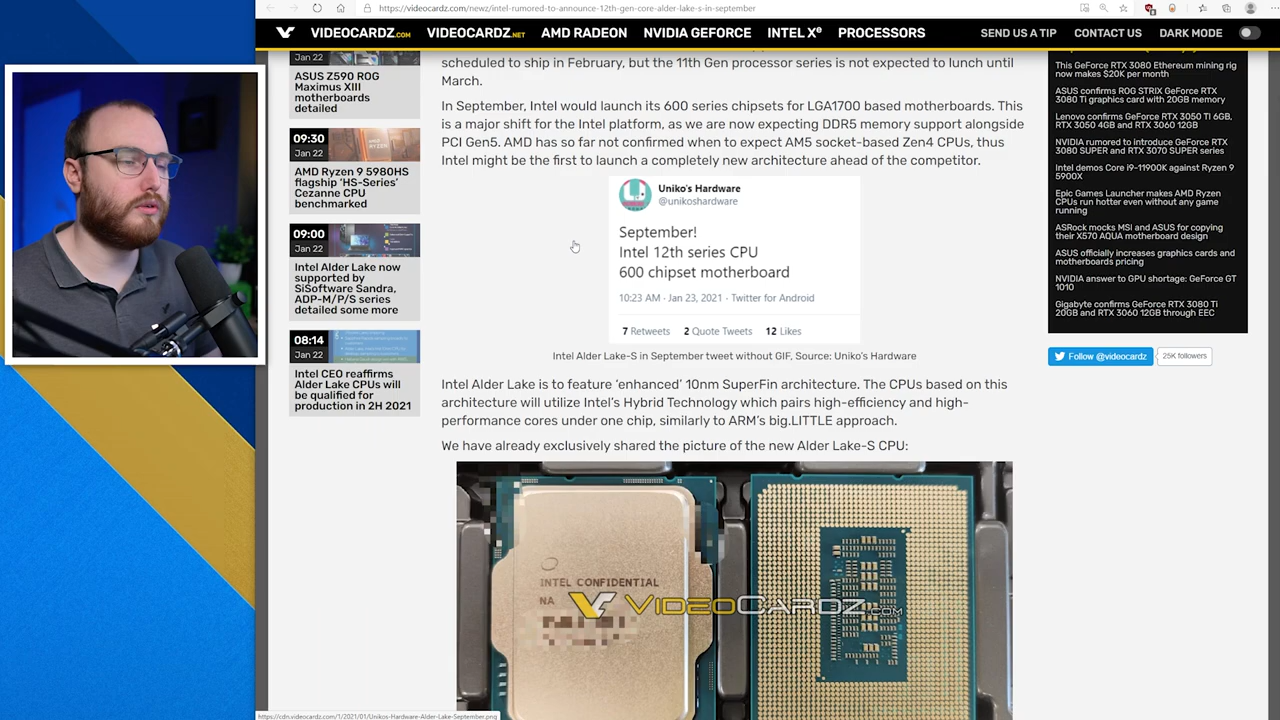 https://videocardz.com/newz/intel-rumored-to-announce-12th-gen-core-alder-lake-s-in-september
VIDEOCARDZ.COM
VIDEOCARDZ.NET
AMD RADEON
NVIDIA GEFORCE
INTEL Xe
PROCESSORS
SEND US A TIP
CONTACT US
DARK MODE
Jan 22
ASUS Z590 ROG
Maximus XIII
motherboards
detailed
09:30
Jan 22
AMD Ryzen 9 5980HS
flagship 'HS-Series'
Cezanne CPU
benchmarked
09:00
Jan 22
Intel Alder Lake now
supported by
SiSoftware Sandra,
ADP-M/P/S series
detailed some more
08:14
Jan 22
Intel CEO reaffirms
Alder Lake CPUs will
be qualified for
production in 2H 2021
scheduled to ship in February, but the 11th Gen processor series is not expected to lunch until
March.
In September, Intel would launch its 600 series chipsets for LGA1700 based motherboards. This
is a major shift for the Intel platform, as we are now expecting DDR5 memory support alongside
PCI Gen5. AMD has so far not confirmed when to expect AM5 socket-based Zen4 CPUs, thus
Intel might be the first to launch a completely new architecture ahead of the competitor.
Uniko's Hardware
@unikoshardware
September!
Intel 12th series CPU
600 chipset motherboard
10:23 AM · Jan 23, 2021 · Twitter for Android
7 Retweets 2 Quote Tweets 12 Likes
Intel Alder Lake-S in September tweet without GIF, Source: Uniko's Hardware
Intel Alder Lake is to feature 'enhanced' 10nm SuperFin architecture. The CPUs based on this
architecture will utilize Intel's Hybrid Technology which pairs high-efficiency and high-
performance cores under one chip, similarly to ARM's big.LITTLE approach.
We have already exclusively shared the picture of the new Alder Lake-S CPU:
INTEL CONFIDENTIAL
NA
VIDEOCARDZ.COM
This GeForce RTX 3080 Ethereum mining rig
now makes $20K per month
ASUS confirms ROG STRIX GeForce RTX
3080 Ti graphics card with 20GB memory
Lenovo confirms GeForce RTX 3050 Ti 6GB,
RTX 3050 4GB and RTX 3060 12GB
NVIDIA rumored to introduce GeForce RTX
3080 SUPER and RTX 3070 SUPER series
Intel demos Core i9-11900K against Ryzen 9
5900X
Epic Games Launcher makes AMD Ryzen
CPUs run hotter even without any game
running
ASRock mocks MSI and ASUS for copying
their X570 AQUA motherboard design
ASUS officially increases graphics cards and
motherboards pricing
NVIDIA answer to GPU shortage: GeForce GT
1010
Gigabyte confirms GeForce RTX 3080 Ti
20GB and RTX 3060 12GB through EEC
Follow @videocardz
25K followers
https://cdn.videocardz.com/1/2021/01/Unikos-Hardware-Alder-Lake-September.png